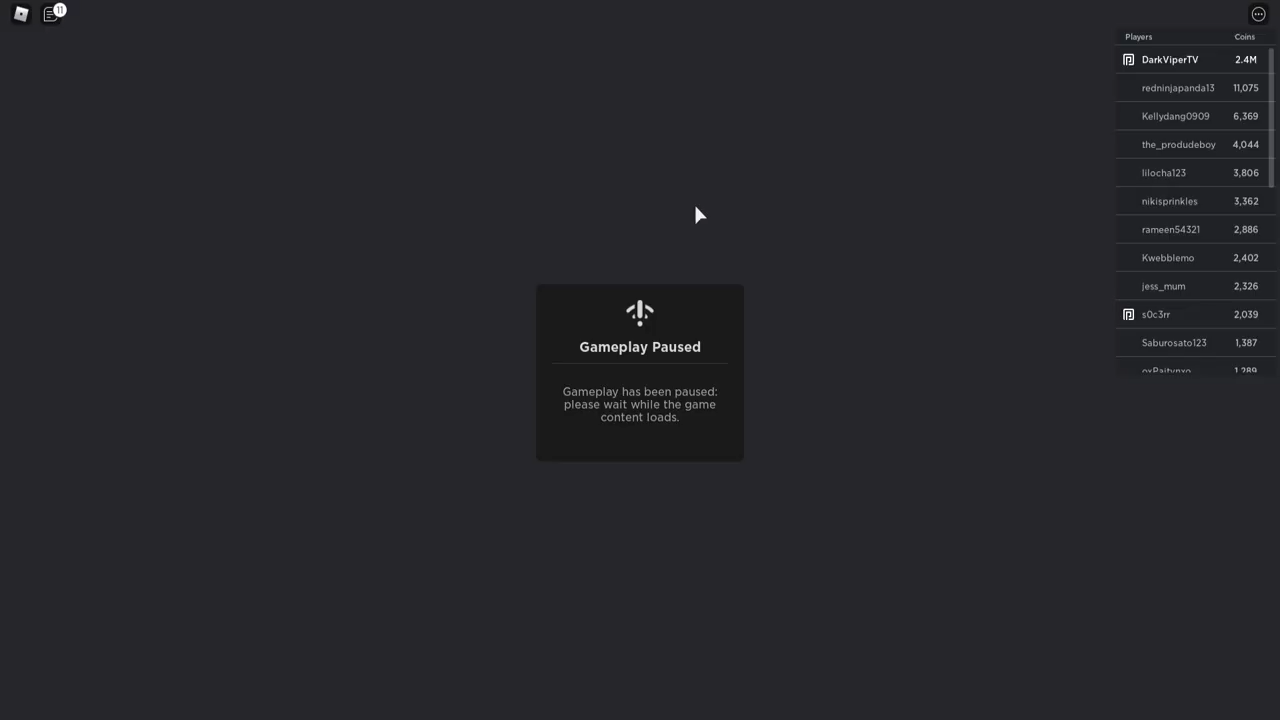 11
Players Coins
DarkViperTV 2.4M
redninjapanda13 11,075
Kellydang0909 6,369
the_produdeboy 4,044
lilocha123 3,806
nikisprinkles 3,362
rameen54321 2,886
Kwebblemo 2,402
jess_mum 2,326
s0c3rr 2,039
Saburosato123 1,387
1,289
Gameplay Paused
Gameplay has been paused:
please wait while the game
content loads.